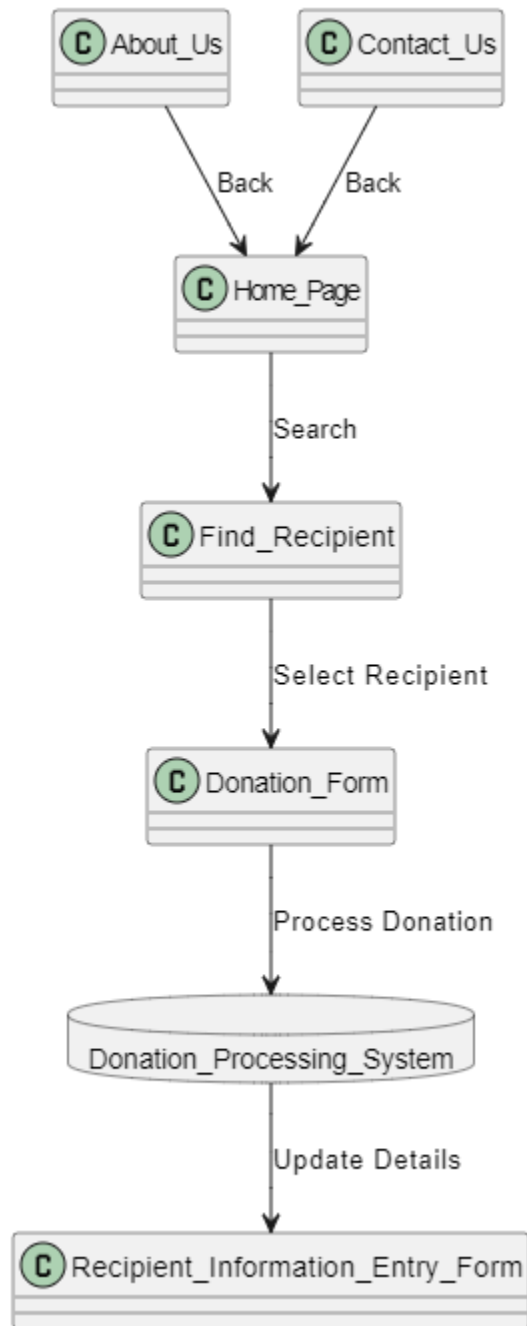 C About_Us
C Contact_Us
Back
Back
C Home_Page
Search
C Find_Recipient
Select Recipient
C Donation_Form
Process Donation
Donation_Processing_System
Update Details
C Recipient_Information_Entry_Form